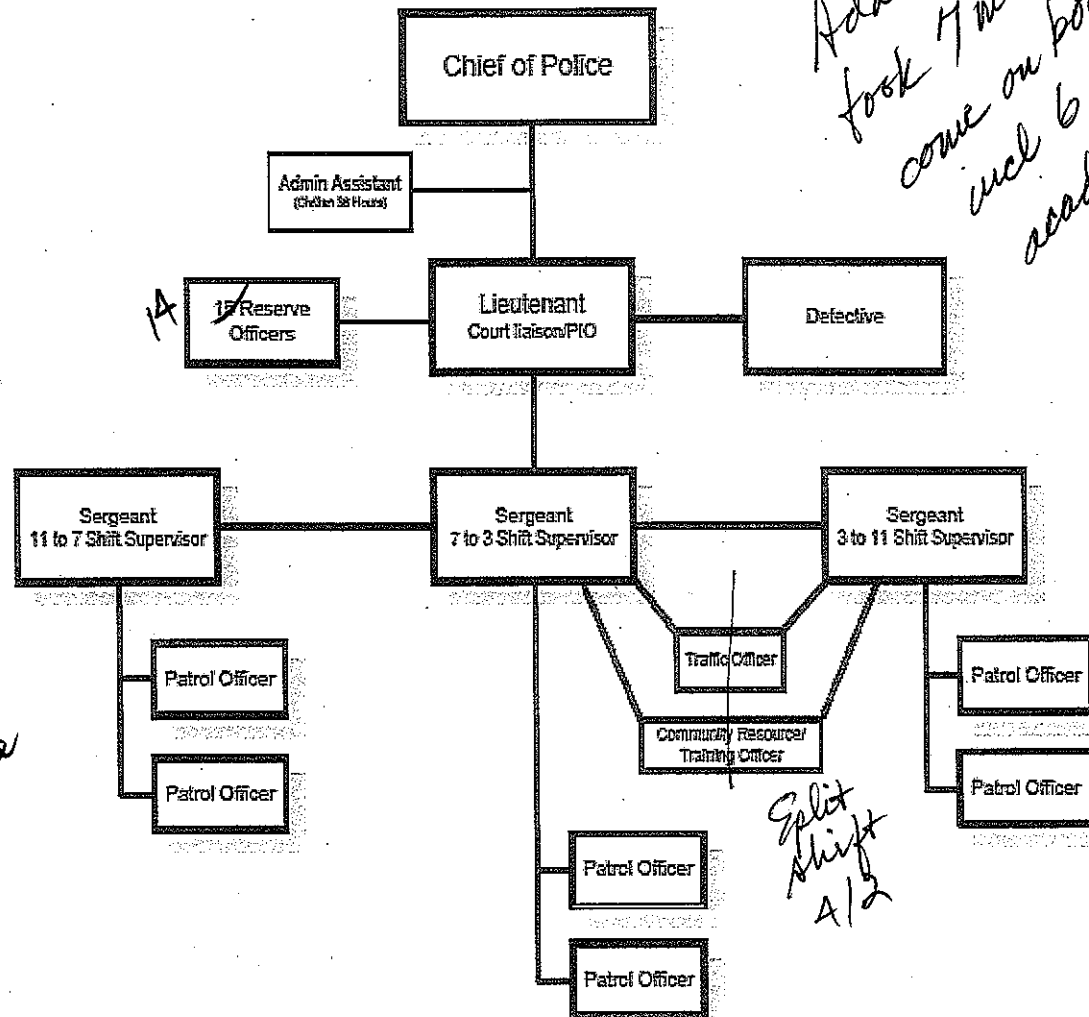 took 7 m
come on bo
incl 6
acad
Chief of Police
Admin Assistant
14
15 Reserve
Officers
Lieutenant
Court liaison/PIO
Detective
Sergeant
11 to 7 Shift Supervisor
Sergeant
7 to 3 Shift Supervisor
Sergeant
3 to 11 Shift Supervisor
Traffic Officer
Community Resource/
Training Officer
Patrol Officer
Patrol Officer
Patrol Officer
Patrol Officer
Split
shift
4/2
Patrol Officer
Patrol Officer